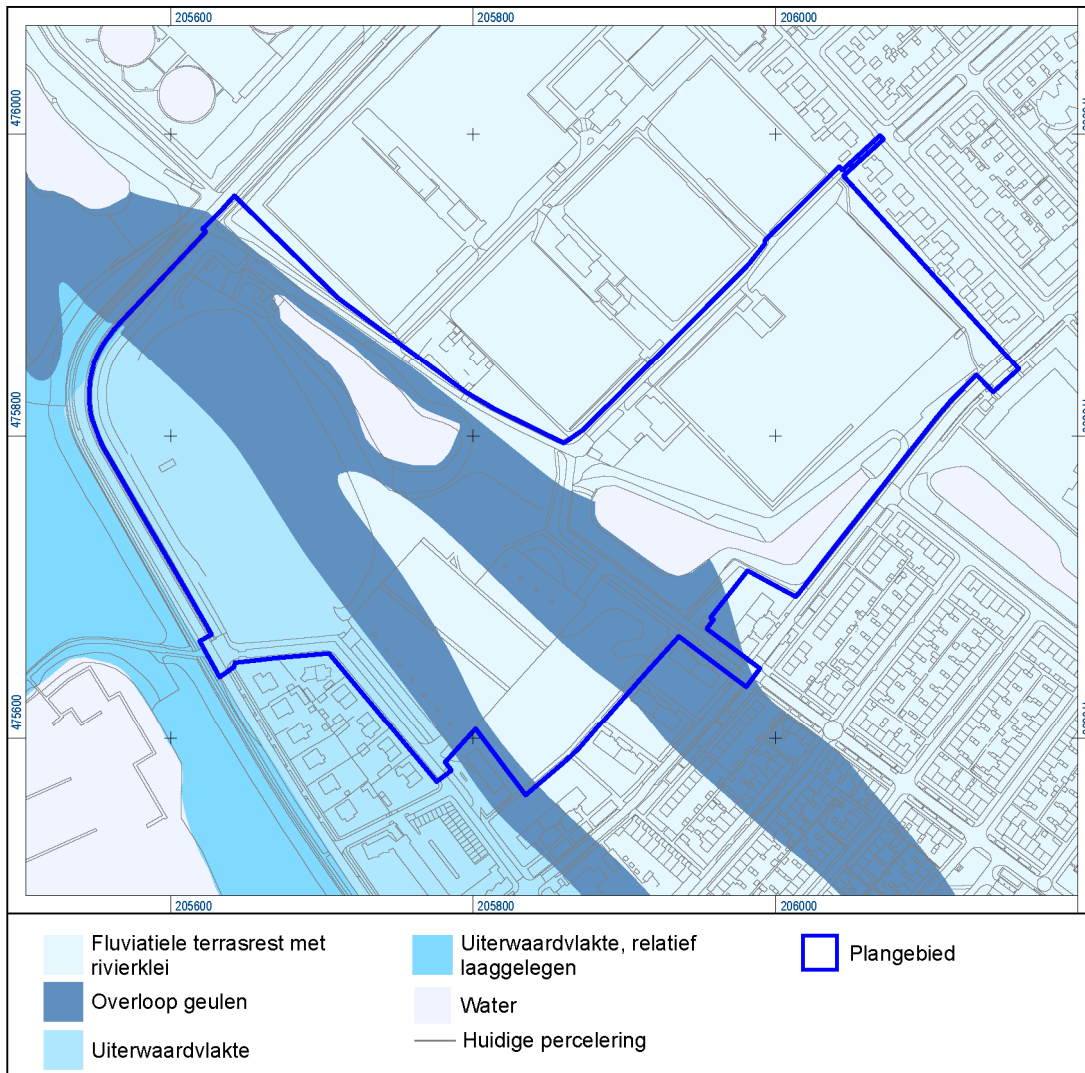 205600 205800 206000
476000
475800
475600
205600 205800 206000
Fluviatiele terrasrest met
rivierklei
Overloop geulen
Uiterwaardvlakte
Uiterwaardvlakte, relatief
laaggelegen
Water
Huidige percelering
Plangebied